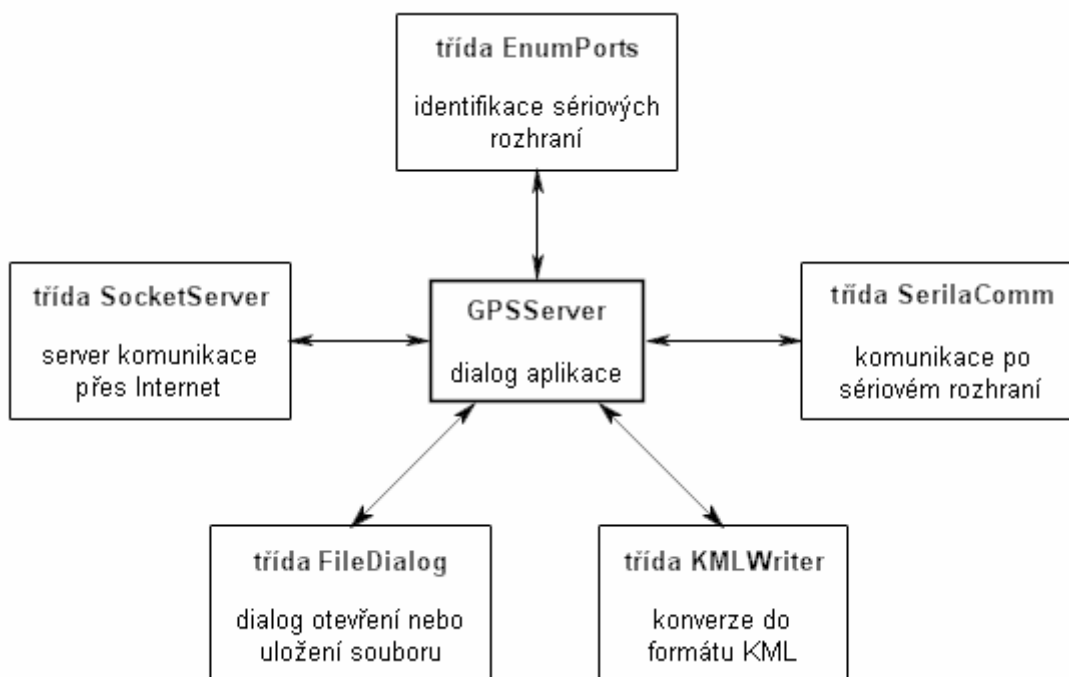 třída EnumPorts
identifikace sériových
rozhraní
třída SocketServer
server komunikace
přes Internet
GPSServer
dialog aplikace
třída SerilaComm
komunikace po
sériovém rozhraní
třída FileDialog
dialog otevření nebo
uložení souboru
třída KMLWriter
konverze do
formátu KML